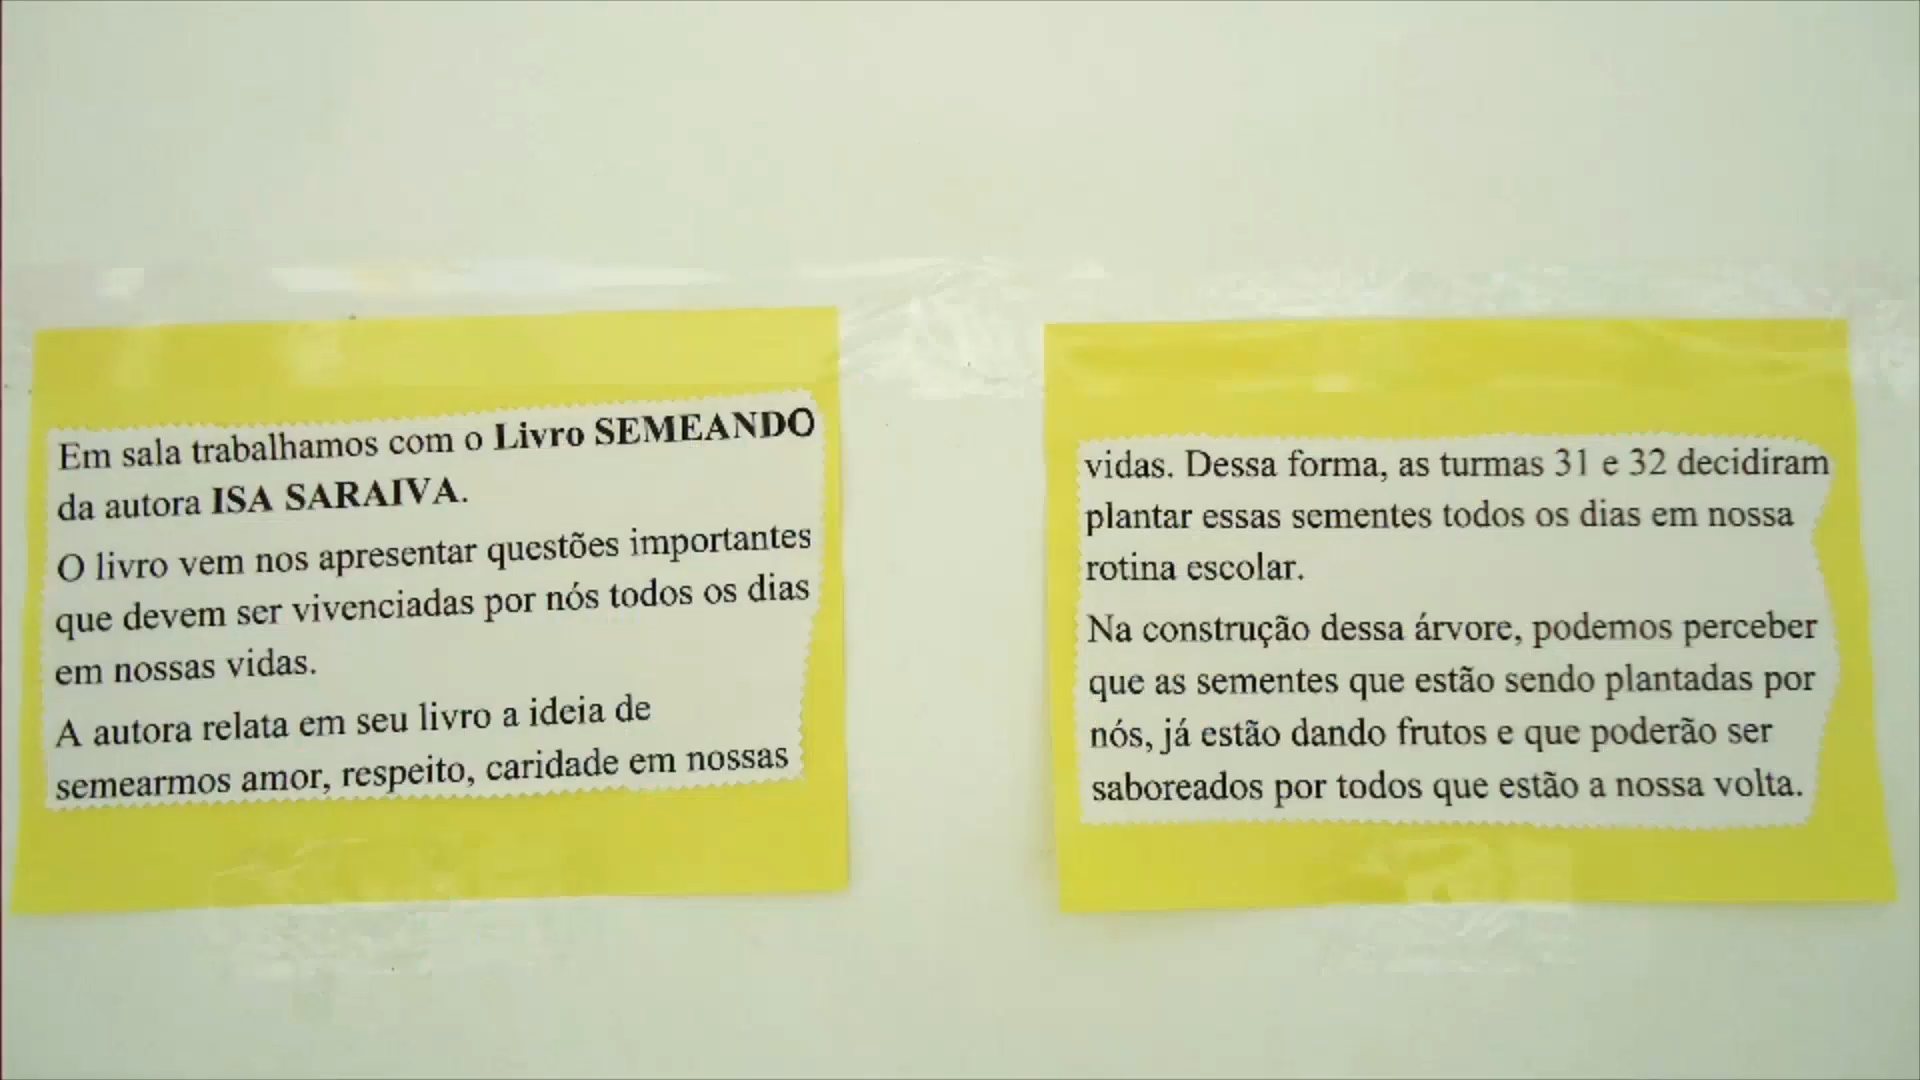 Em sala trabalhamos com o Livro SEMEANDO
da autora ISA SARAIVA.
O livro vem nos apresentar questões importantes
que devem ser vivenciadas por nós todos os dias
em nossas vidas.
A autora relata em seu livro a ideia de
semearmos amor, respeito, caridade em nossas
vidas. Dessa forma, as turmas 31 e 32 decidiram
plantar essas sementes todos os dias em nossa
rotina escolar.
Na construção dessa árvore, podemos perceber
que as sementes que estão sendo plantadas por
nós, já estão dando frutos e que poderão ser
saboreados por todos que estão a nossa volta.